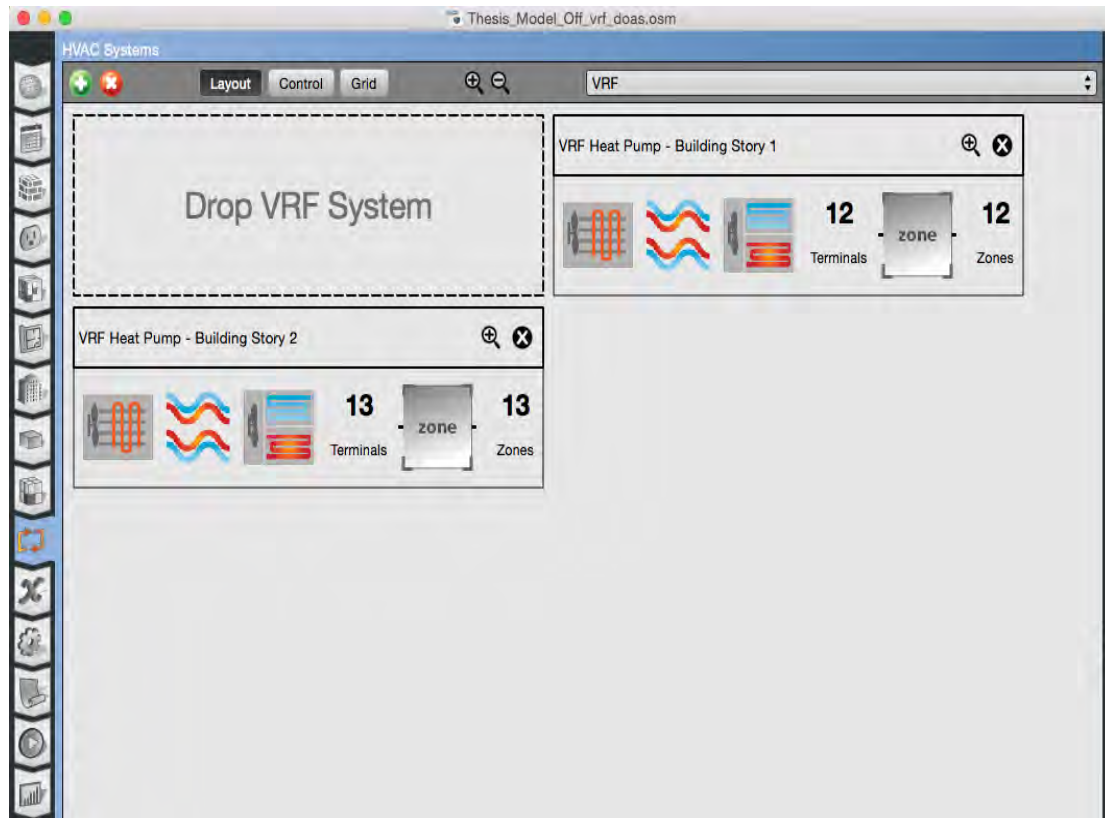 Thesis_Model_Off_vrf_doas.osm
HVAC Systems
Layout Control Grid VRF
Drop VRF System
VRF Heat Pump - Building Story 1
12 zone 12
Terminals Zones
VRF Heat Pump - Building Story 2
13 zone 13
Terminals Zones